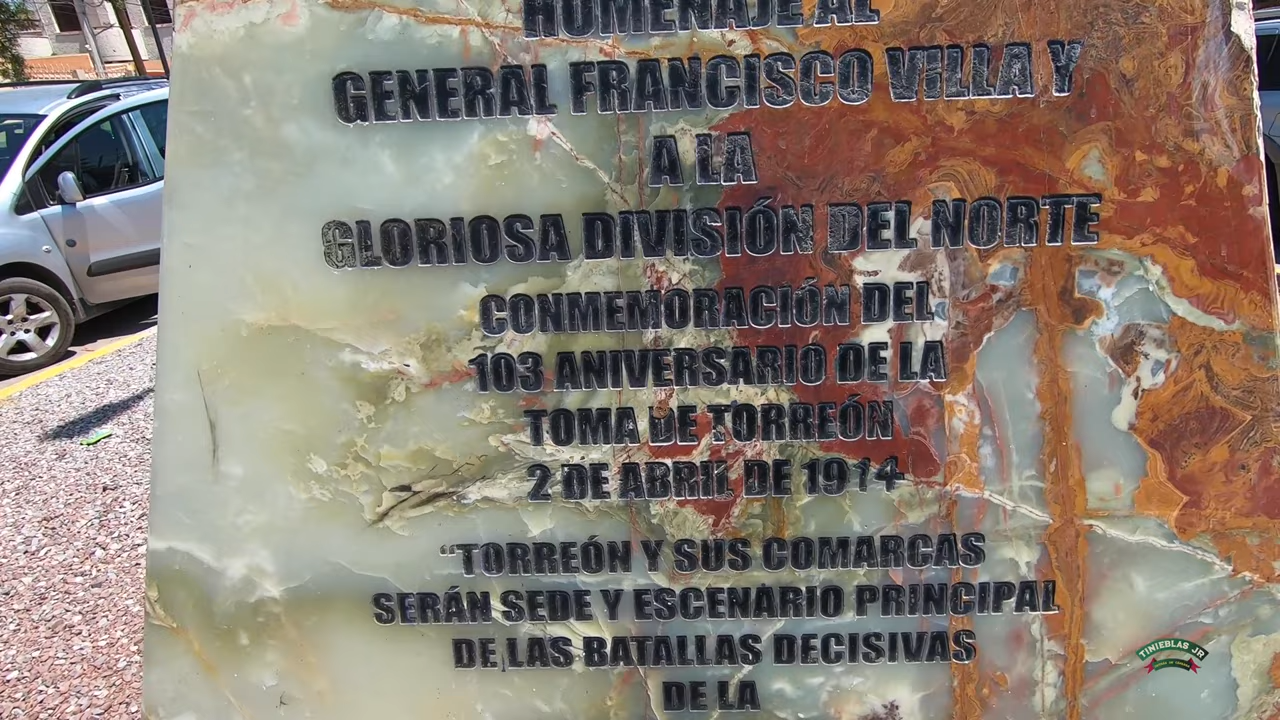 HOMENAJE AL
GENERAL FRANCISCO VILLA Y
A LA
GLORIOSA DIVISIÓN DEL NORTE
CONMEMORACIÓN DEL
103 ANIVERSARIO DE LA
TOMA DE TORREÓN
2 DE ABRIL DE 1914
“TORREÓN Y SUS COMARCAS
SERÁN SEDE Y ESCENARIO PRINCIPAL
DE LAS BATALLAS DECISIVAS
DE LA
TINIEBLAS JR